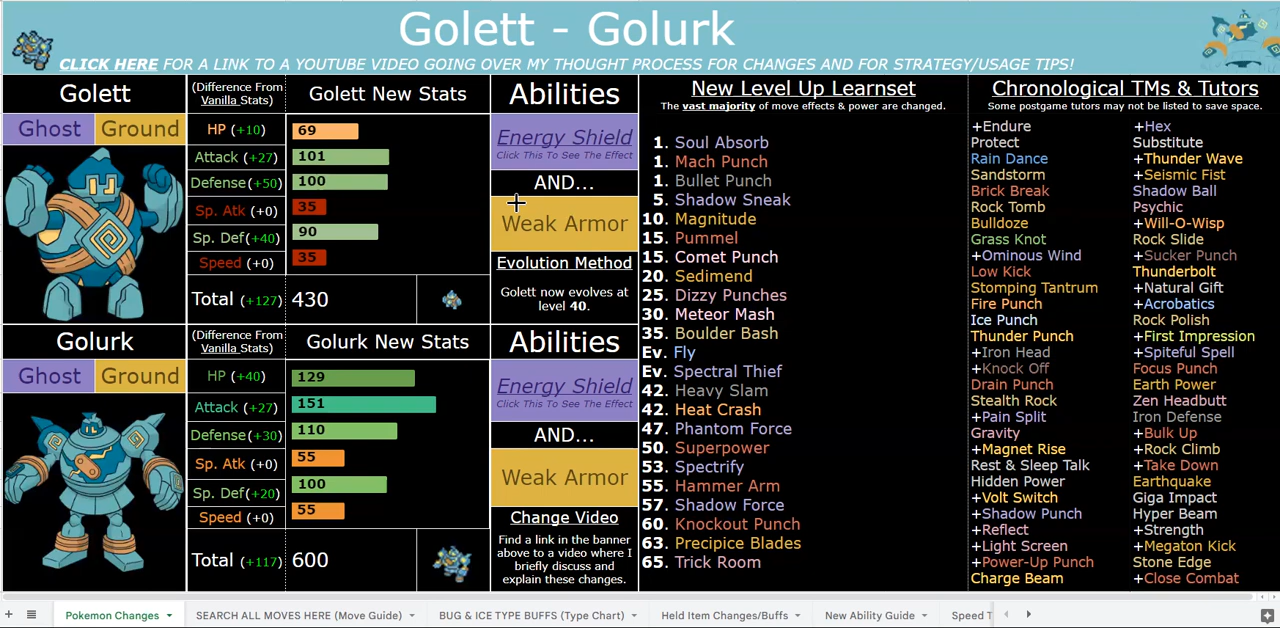 Golett - Golurk
CLICK HERE FOR A LINK TO A YOUTUBE VIDEO GOING OVER MY THOUGHT PROCESS FOR CHANGES AND FOR STRATEGY/USAGE TIPS!
Golett
(Difference From
Vanilla Stats)
Golett New Stats
Ghost Ground
HP (+10) 69
Attack (+27) 101
Defense(+50) 100
Sp. Atk (+0) 35
Sp. Def(+40) 90
Speed (+0) 35
Total (+127) 430
Abilities
Energy Shield
Click This To See The Effect
AND...
Weak Armor
Evolution Method
Golett now evolves at
level 40.
Golurk
(Difference From
Vanilla Stats)
Golurk New Stats
Ghost Ground
HP (+40) 129
Attack (+27) 151
Defense(+30) 110
Sp. Atk (+0) 55
Sp. Def(+20) 100
Speed (+0) 55
Total (+117) 600
Abilities
Energy Shield
Click This To See The Effect
AND...
Weak Armor
Change Video
Find a link in the banner
above to a video where I
briefly discuss and
explain these changes.
New Level Up Learnset
The vast majority of move effects & power are changed.
1. Soul Absorb
1. Mach Punch
1. Bullet Punch
5. Shadow Sneak
10. Magnitude
15. Pummel
15. Comet Punch
20. Sedimend
25. Dizzy Punches
30. Meteor Mash
35. Boulder Bash
Ev. Fly
Ev. Spectral Thief
42. Heavy Slam
42. Heat Crash
47. Phantom Force
50. Superpower
53. Spectrify
55. Hammer Arm
57. Shadow Force
60. Knockout Punch
63. Precipice Blades
65. Trick Room
Chronological TMs & Tutors
Some postgame tutors may not be listed to save space.
+Endure
Protect
Rain Dance
Sandstorm
Brick Break
Rock Tomb
Bulldoze
Grass Knot
+Ominous Wind
Low Kick
Stomping Tantrum
Fire Punch
Ice Punch
Thunder Punch
+Iron Head
+Knock Off
Drain Punch
Stealth Rock
+Pain Split
Gravity
+Magnet Rise
Rest & Sleep Talk
Hidden Power
+Volt Switch
+Shadow Punch
+Reflect
+Light Screen
+Power-Up Punch
Charge Beam
+Hex
Substitute
+Thunder Wave
+Seismic Fist
Shadow Ball
Psychic
+Will-O-Wisp
Rock Slide
+Sucker Punch
Thunderbolt
+Natural Gift
+Acrobatics
Rock Polish
+First Impression
+Spiteful Spell
Focus Punch
Earth Power
Zen Headbutt
Iron Defense
+Bulk Up
+Rock Climb
+Take Down
Earthquake
Giga Impact
Hyper Beam
+Strength
+Megaton Kick
Stone Edge
+Close Combat
Pokemon Changes
SEARCH ALL MOVES HERE (Move Guide)
BUG & ICE TYPE BUFFS (Type Chart)
Held Item Changes/Buffs
New Ability Guide
Speed T